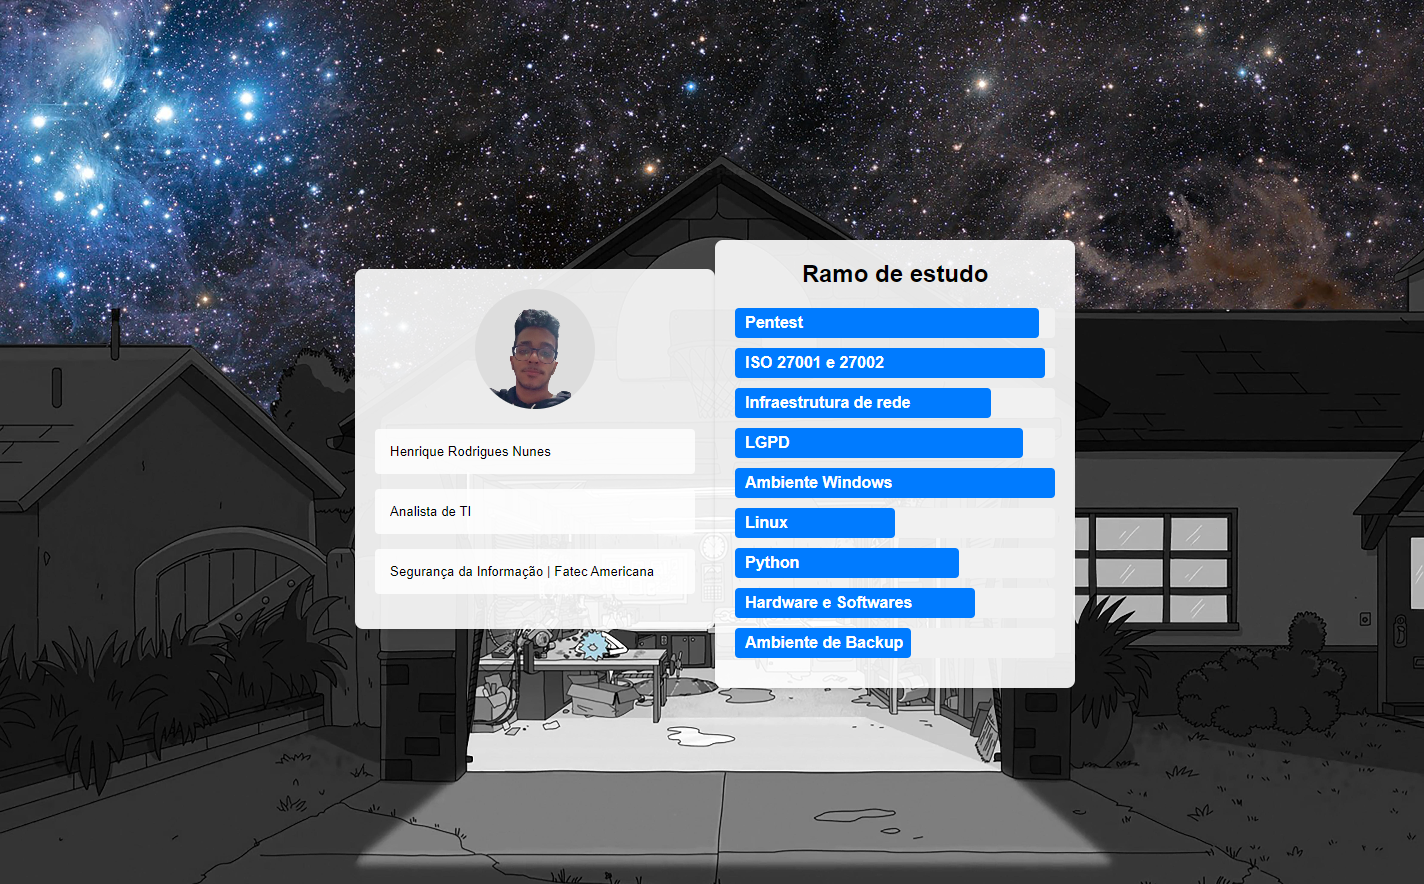 Henrique Rodrigues Nunes
Analista de TI
Segurança da Informação | Fatec Americana
Ramo de estudo
Pentest
ISO 27001 e 27002
Infraestrutura de rede
LGPD
Ambiente Windows
Linux
Python
Hardware e Softwares
Ambiente de Backup